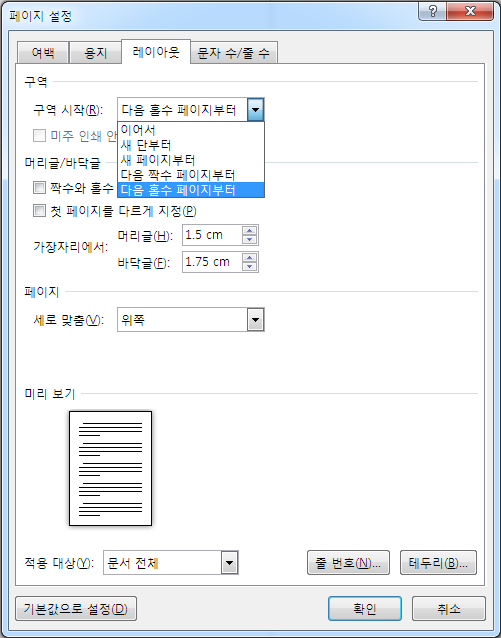 페이지 설정
여백 용지 레이아웃 문자 수/줄 수
구역
구역 시작(R): 다음 홀수 페이지부터
이어서
미주 인쇄 안
새 단부터
새 페이지부터
머리글/바닥글
다음 짝수 페이지부터
짝수와 홀수
다음 홀수 페이지부터
첫 페이지를 다르게 지정(P)
가장자리에서:
머리글(H): 1.5 cm
바닥글(F): 1.75 cm
페이지
세로 맞춤(V): 위쪽
미리 보기
적용 대상(Y): 문서 전체 줄 번호(N)... 테두리(B)...
기본값으로 설정(D) 확인 취소